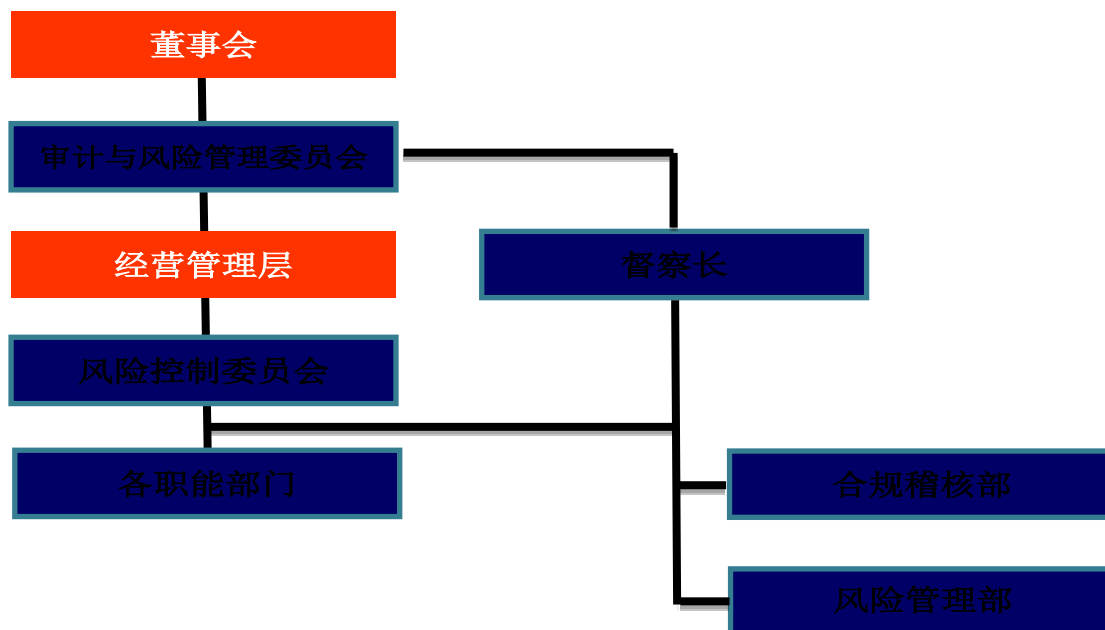 董事会
审计与风险管理委员会
经营管理层
督察长
风险控制委员会
各职能部门
合规稽核部
风险管理部